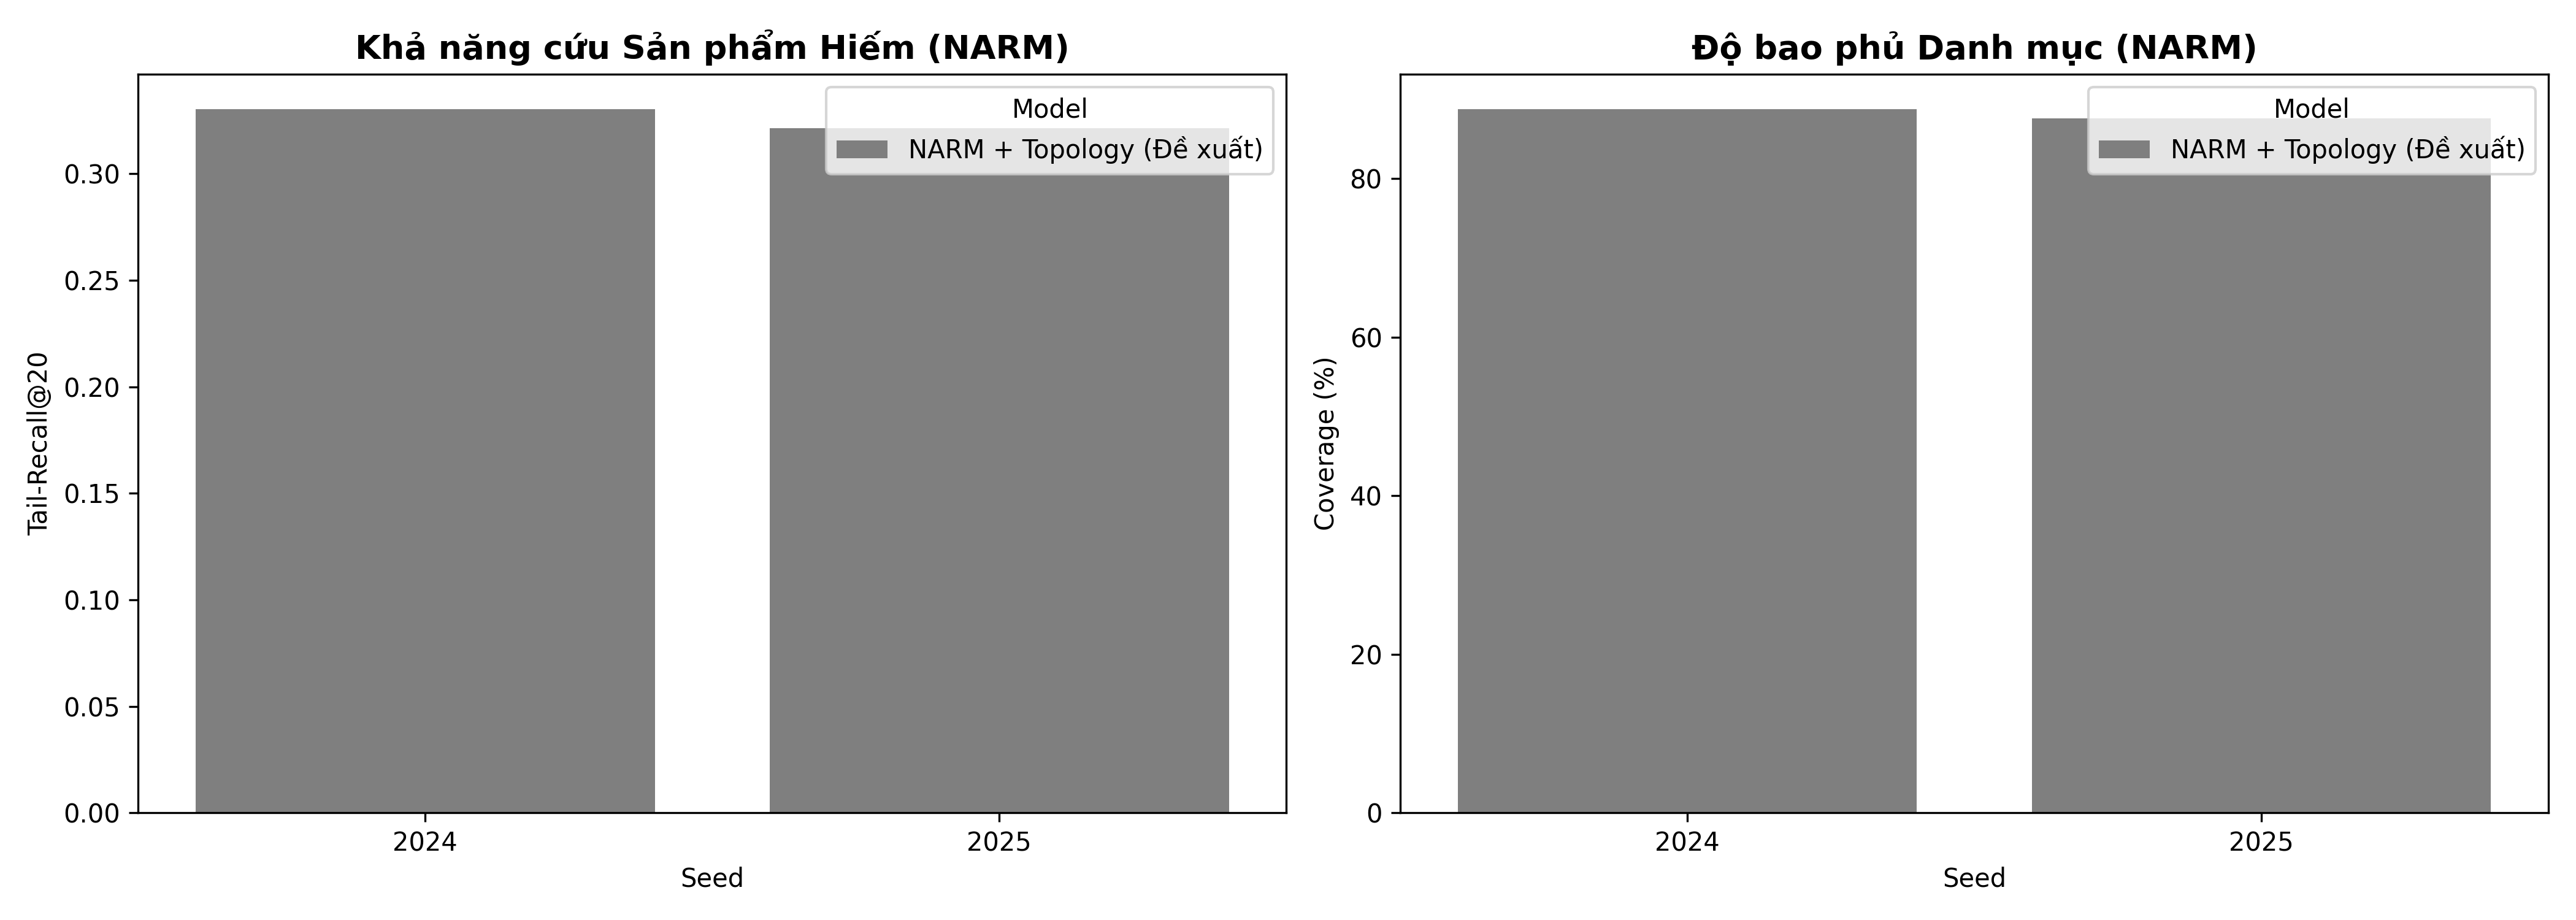 Khả năng cứu Sản phẩm Hiếm (NARM)
Model
NARM + Topology (Đề xuất)
Tail-Recall@20
0.30
0.25
0.20
0.15
0.10
0.05
0.00
2024
2025
Seed
Độ bao phủ Danh mục (NARM)
Model
NARM + Topology (Đề xuất)
Coverage (%)
80
60
40
20
0
2024
2025
Seed